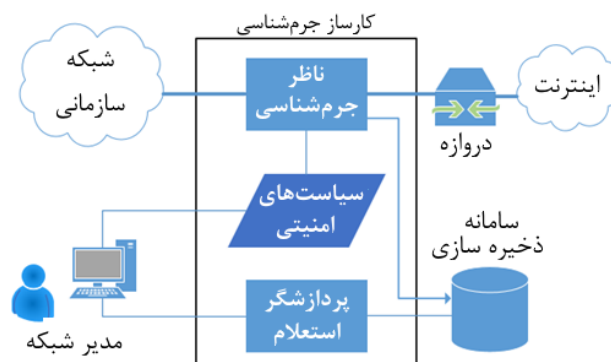 کارساز جرم‌شناسی
اینترنت
دروازه
ناظر
جرم‌شناسی
شبکه
سازمانی
سیاست‌های
امنیتی
سامانه
ذخیره سازی
پردازشگر
استعلام
مدیر شبکه